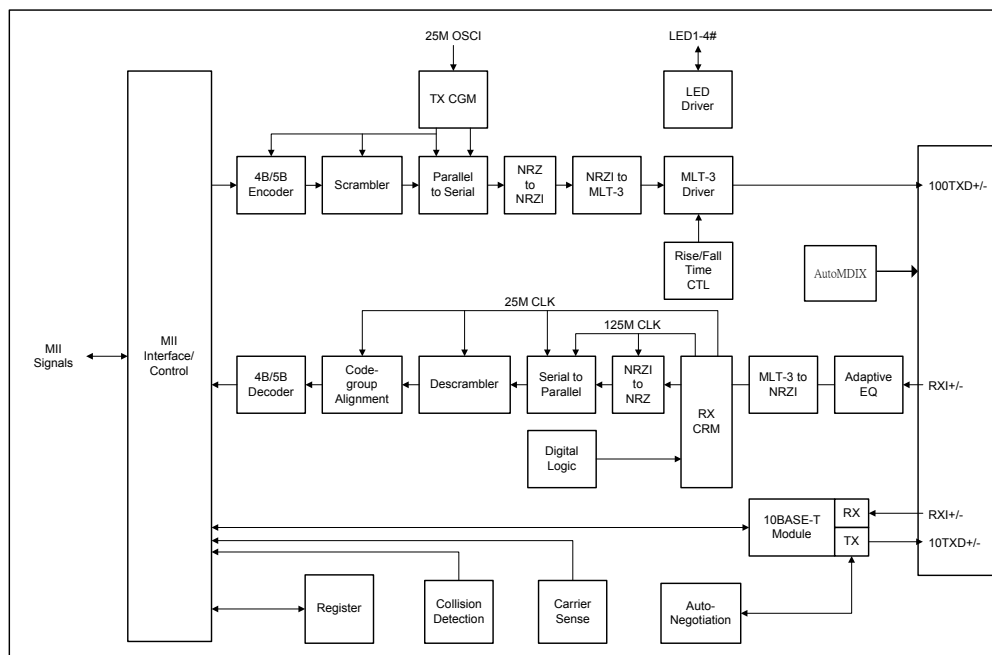 25M OSCI
LED1-4#
TX CGM
LED
Driver
4B/5B
Encoder
Scrambler
Parallel
to Serial
NRZ
to
NRZI
NRZI to
MLT-3
MLT-3
Driver
100TXD+/-
Rise/Fall
Time
CTL
AutoMDIX
25M CLK
125M CLK
MII
Signals
MII
Interface/
Control
4B/5B
Decoder
Code-
group
Alignment
Descrambler
Serial to
Parallel
NRZI
to
NRZ
RX
CRM
MLT-3 to
NRZI
Adaptive
EQ
RXI+/-
Digital
Logic
10BASE-T
Module
RX
TX
RXI+/-
10TXD+/-
Register
Collision
Detection
Carrier
Sense
Auto-
Negotiation